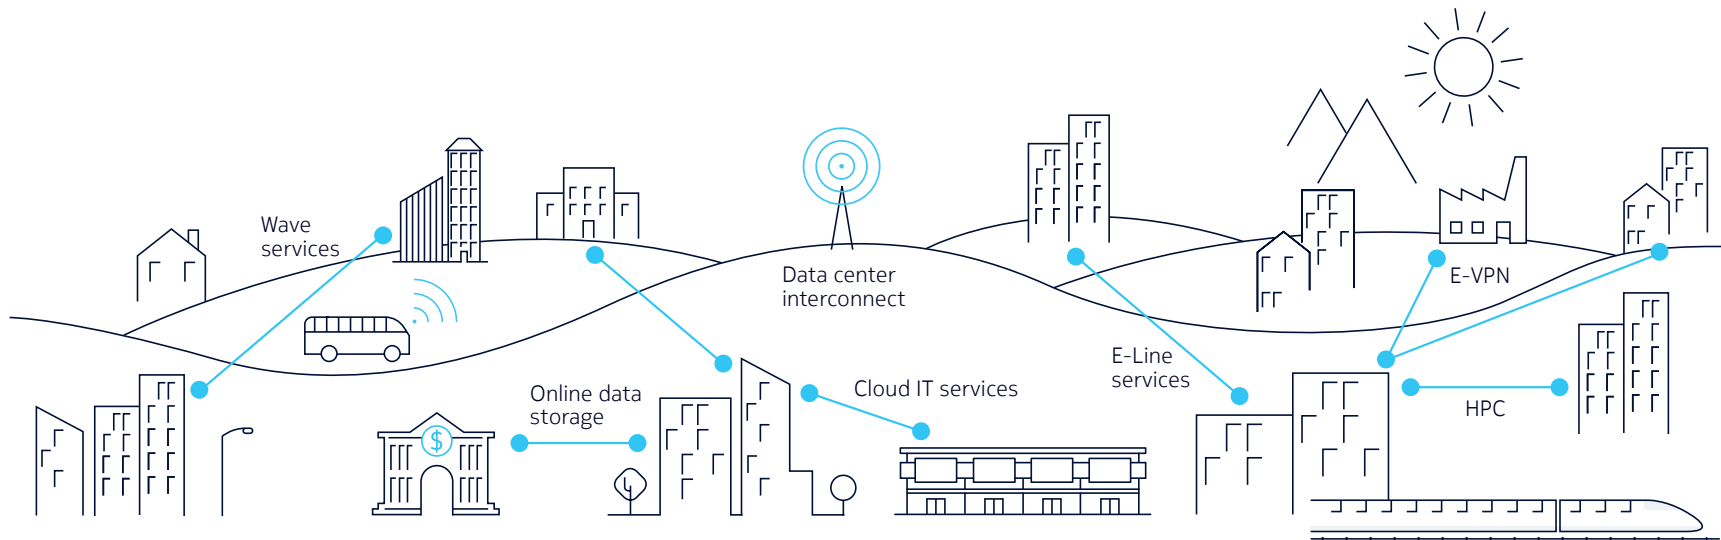 Wave
services
Data center
interconnect
E-VPN
E-Line
services
Online data
storage
Cloud IT services
HPC
$